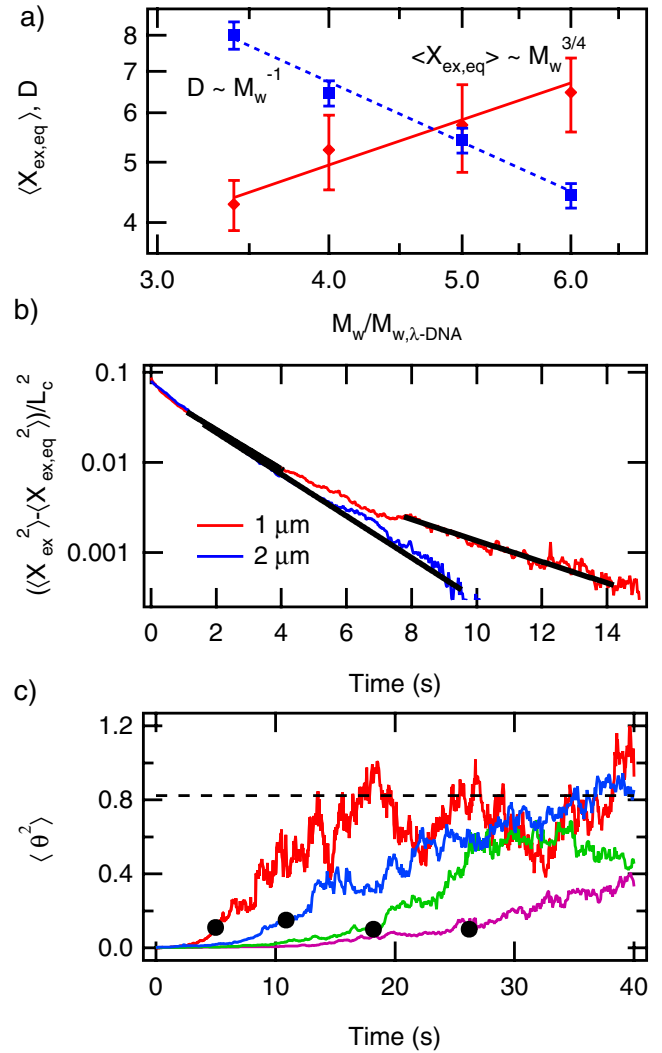 a)
8
7
6
5
4
⟨X_ex,eq⟩, D
D ~ M_w^-1
<X_ex,eq> ~ M_w^3/4
3.0 4.0 5.0 6.0
M_w/M_w,λ-DNA
b)
0.1
0.01
0.001
(⟨X_ex^2⟩-⟨X_ex,eq^2⟩)/L_c^2
1 μm
2 μm
0 2 4 6 8 10 12 14
Time (s)
c)
1.2
0.8
0.4
0.0
⟨θ^2⟩
0 10 20 30 40
Time (s)